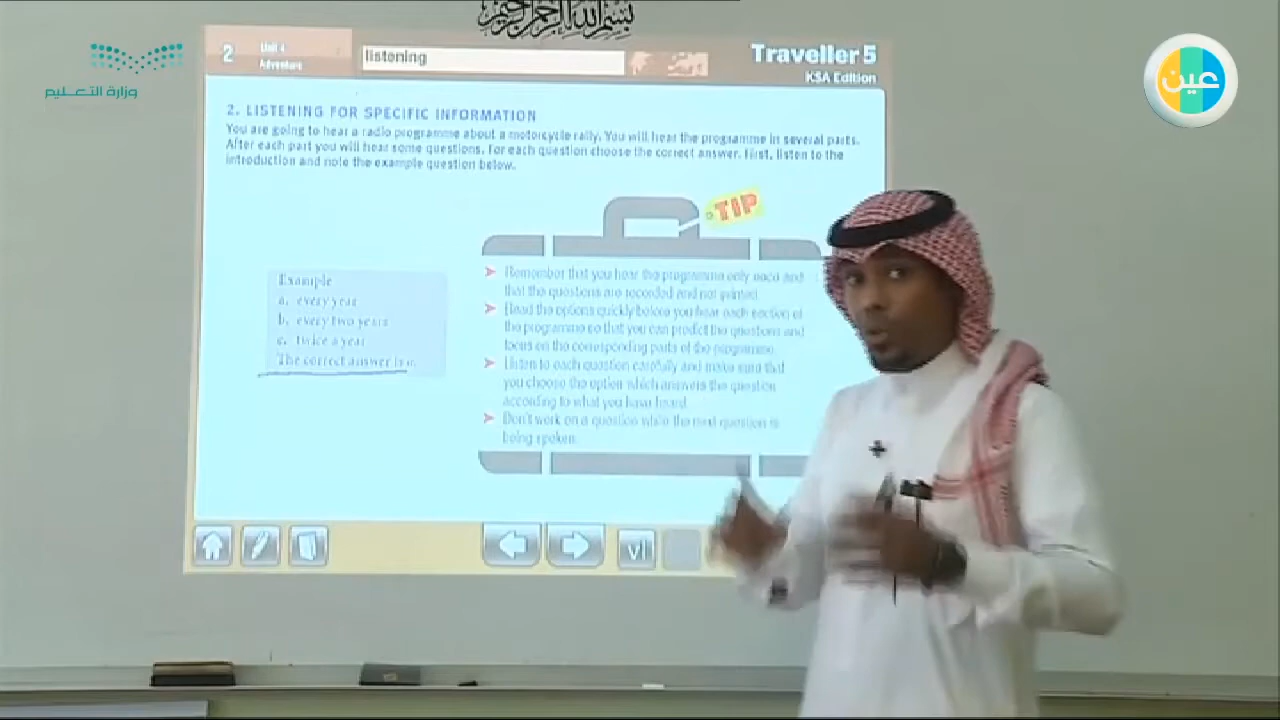 بسم الله الرحمن الرحيم
وزارة التعليم
عين
2
Unit 4
Adventure
listening
Traveller 5
KSA Edition
2. LISTENING FOR SPECIFIC INFORMATION
You are going to hear a radio programme about a motorcycle rally. You will hear the programme in several parts.
After each part you will hear some questions. For each question choose the correct answer. First, listen to the
introduction and note the example question below.
TIP
Example
a. every year
b. every two years
c. twice a year
The correct answer is
Remember that you hear the programme only once and
that the questions are recorded and not printed.
Read the options quickly before you hear each section of
the programme so that you can predict the questions and
focus on the corresponding parts of the programme.
Listen to each question carefully and make sure that
you choose the option which answers the question
according to what you have heard.
Don't work on a question while the next question is
being spoken.